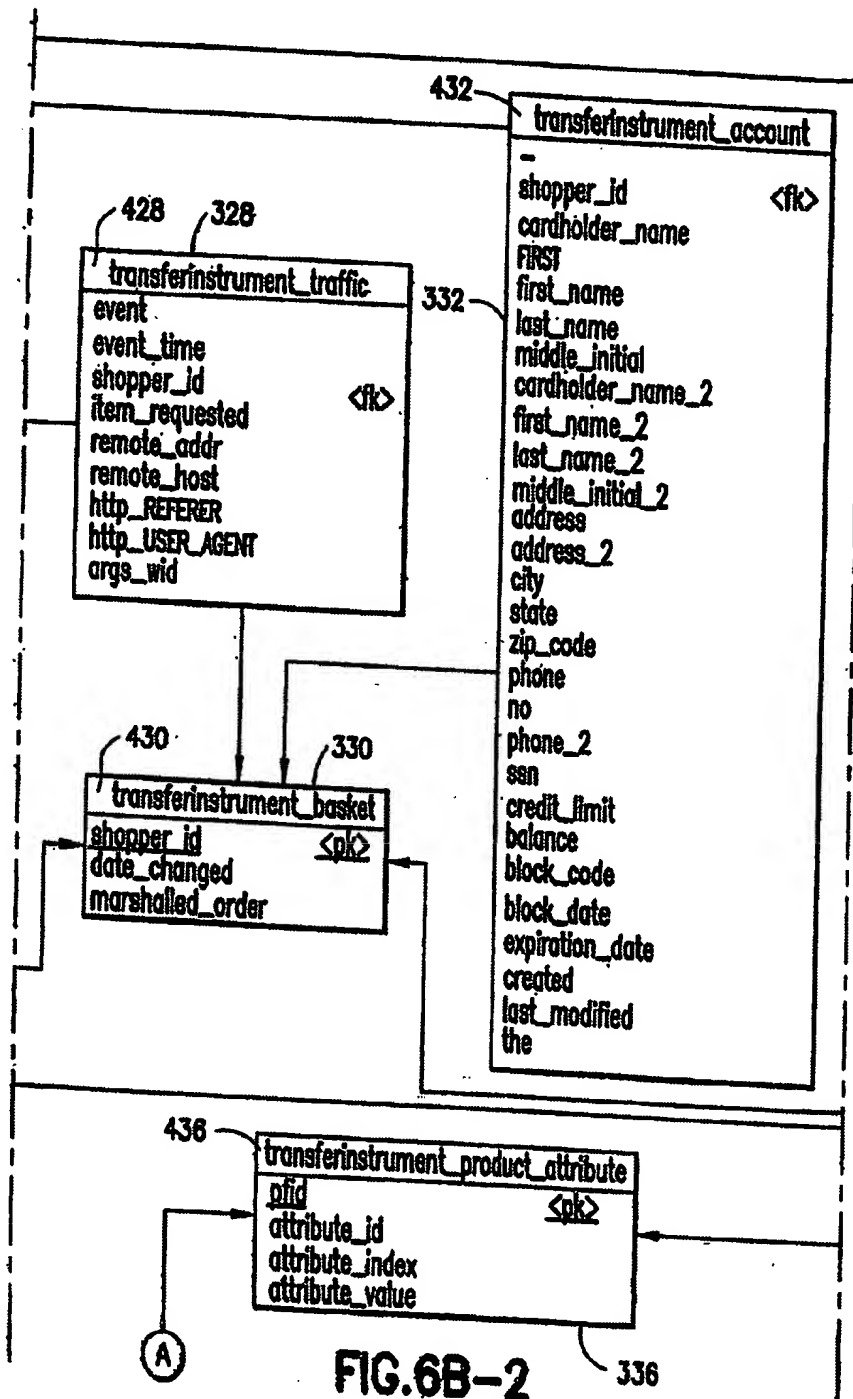 432
transferinstrument_account
-
shopper_id <fk>
cardholder_name
FIRST
first_name
last_name
middle_initial
cardholder_name_2
first_name_2
last_name_2
middle_initial_2
address
address_2
city
state
zip_code
phone
no
phone_2
ssn
credit_limit
balance
block_code
block_date
expiration_date
created
last_modified
the
332
428
328
transferinstrument_traffic
event
event_time
shopper_id <fk>
item_requested
remote_addr
remote_host
http_REFERER
http_USER_AGENT
args_wid
430
330
transferinstrument_basket
shopper_id <pk>
date_changed
marshalled_order
436
transferinstrument_product_attribute
pfid <pk>
attribute_id
attribute_index
attribute_value
336
A
FIG.6B-2